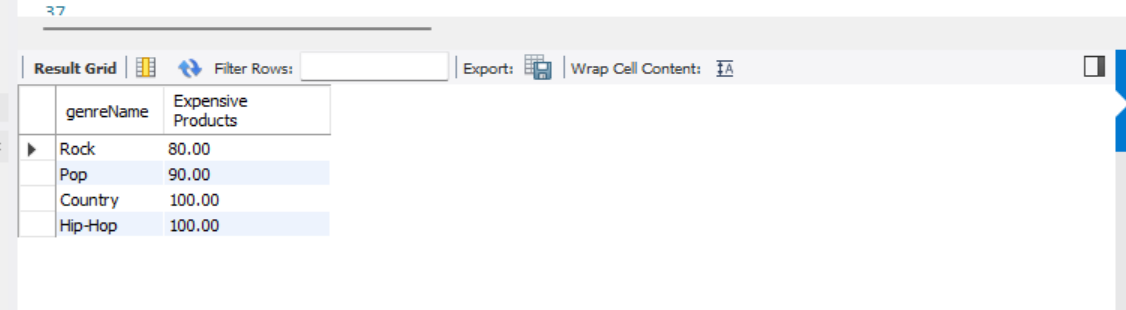 37
Result Grid Filter Rows: Export: Wrap Cell Content: IA
genreName Expensive Products
Rock 80.00
Pop 90.00
Country 100.00
Hip-Hop 100.00